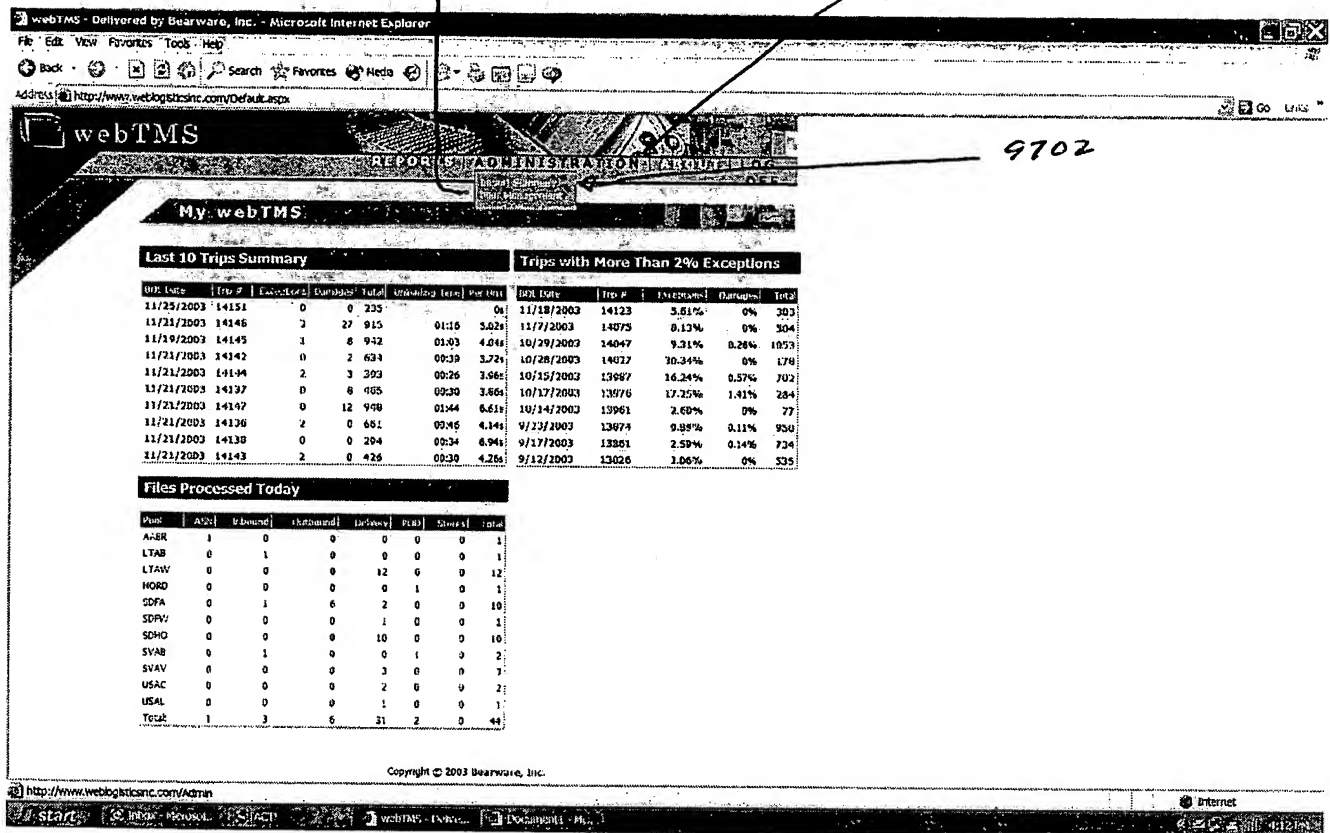 webTMS - Delivered by Bearware, Inc. - Microsoft Internet Explorer
File Edit View Favorites Tools Help
Back Search Favorites Media
Address http://www.weblogisticsinc.com/Default.aspx Go Links »
webTMS
9702
REPORTS ADMINISTRATION ABOUT LOG
OFF
My webTMS
Last 10 Trips Summary Trips with More Than 2% Exceptions
BOL Date Trip # Exceptions Damages Total Unloading Time Per Unit BOL Date Trip # Exceptions Damages Total
11/25/2003 14151 0 0 235 0s 11/18/2003 14123 5.61% 0% 303
11/21/2003 14146 27 915 01:16 5.02s 11/7/2003 14075 0% 304
11/19/2003 14145 1 8 942 01:03 4.04s 10/29/2003 14047 9.31% 0.28% 1053
11/21/2003 14142 0 2 634 00:39 3.72s 10/28/2003 14027 30.34% 0% 178
11/21/2003 14144 2 3 393 00:26 3.96s 10/15/2003 13987 16.24% 0.57% 702
11/21/2003 14137 0 8 00:30 3.66s 10/17/2003 13976 17.25% 1.41% 284
11/21/2003 14147 0 12 948 01:44 6.61s 10/14/2003 13961 2.60% 0% 77
11/21/2003 14136 2 0 661 00:46 4.14s 9/23/2003 13874 0.11% 950
11/21/2003 14138 0 0 294 00:34 6.94s 9/17/2003 13861 2.59% 0.14% 734
11/21/2003 14143 2 0 426 00:30 4.26s 9/12/2003 0% 535
Files Processed Today
Pool ASN Inbound Outbound Delivery POD Stores Total
AABR 1 0 0 0 0 0 1
LTAB 0 1 0 0 0 0 1
LTAW 0 0 0 12 0 0 12
NORD 0 0 0 0 1 0 1
SDFA 0 1 6 2 0 0 10
SDFW 0 0 0 1 0 0 1
SDHO 0 0 0 10 0 0 10
SVAB 0 1 0 0 1 0 2
SVAV 0 0 0 3 0 0
USAC 0 0 0 2 0 0 2
USAL 0 0 0 1 0 0 1
Total: 1 3 6 31 2 0 44
Copyright © 2003 Bearware, Inc.
http://www.weblogisticsinc.com/Admin Internet
start Inbox - Microsof... ACT! webTMS - Delive... Document1 - Mi... 4:12 PM